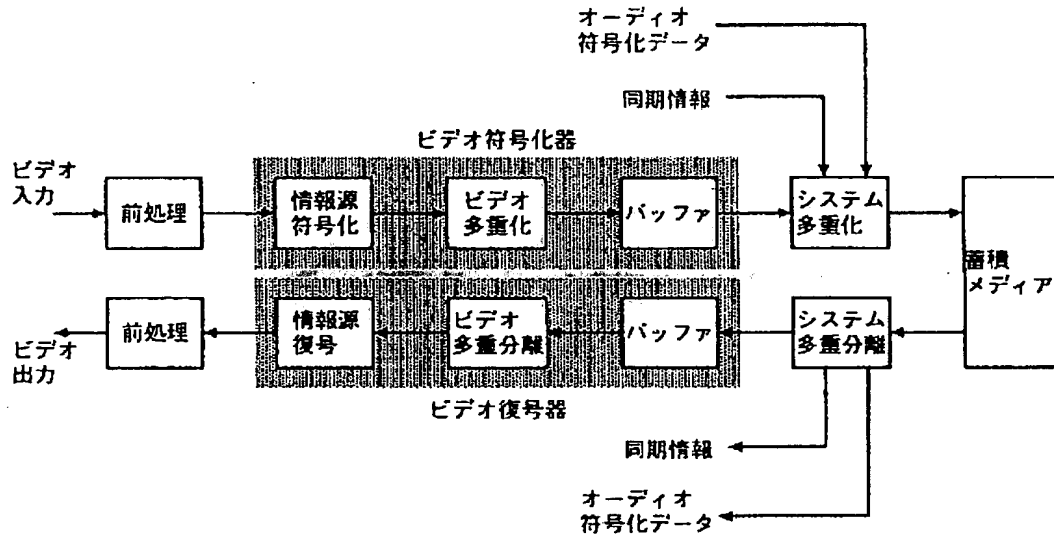 オーディオ
符号化データ
同期情報
ビデオ符号化器
ビデオ
入力
前処理
情報源
符号化
ビデオ
多重化
バッファ
システム
多重化
蓄積
メディア
前処理
情報源
復号
ビデオ
多重分離
バッファ
システム
多重分離
ビデオ
出力
ビデオ復号器
同期情報
オーディオ
符号化データ